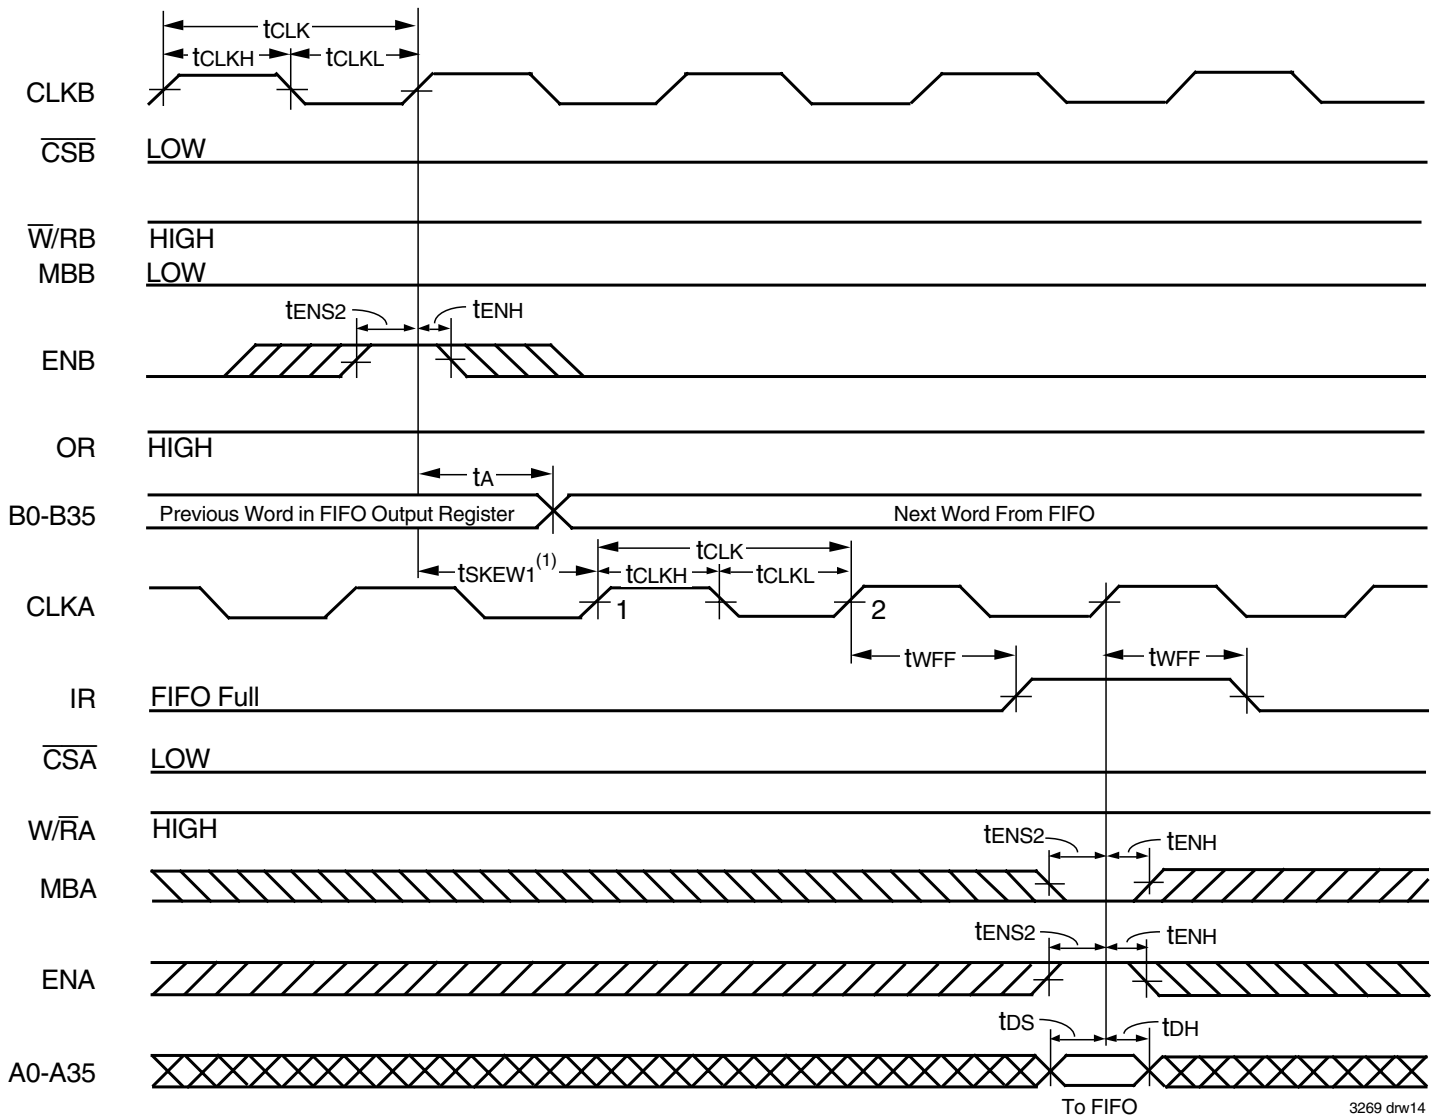 tCLK
tCLKH tCLKL
CLKB
CSB LOW
W/RB HIGH
MBB LOW
tENS2 tENH
ENB
OR HIGH
tA
B0-B35 Previous Word in FIFO Output Register Next Word From FIFO
tCLK
tSKEW1(1) tCLKH tCLKL
CLKA 1 2
tWFF tWFF
IR FIFO Full
CSA LOW
W/RA HIGH
tENS2 tENH
MBA
tENS2 tENH
ENA
tDS tDH
A0-A35
To FIFO 3269 drw14